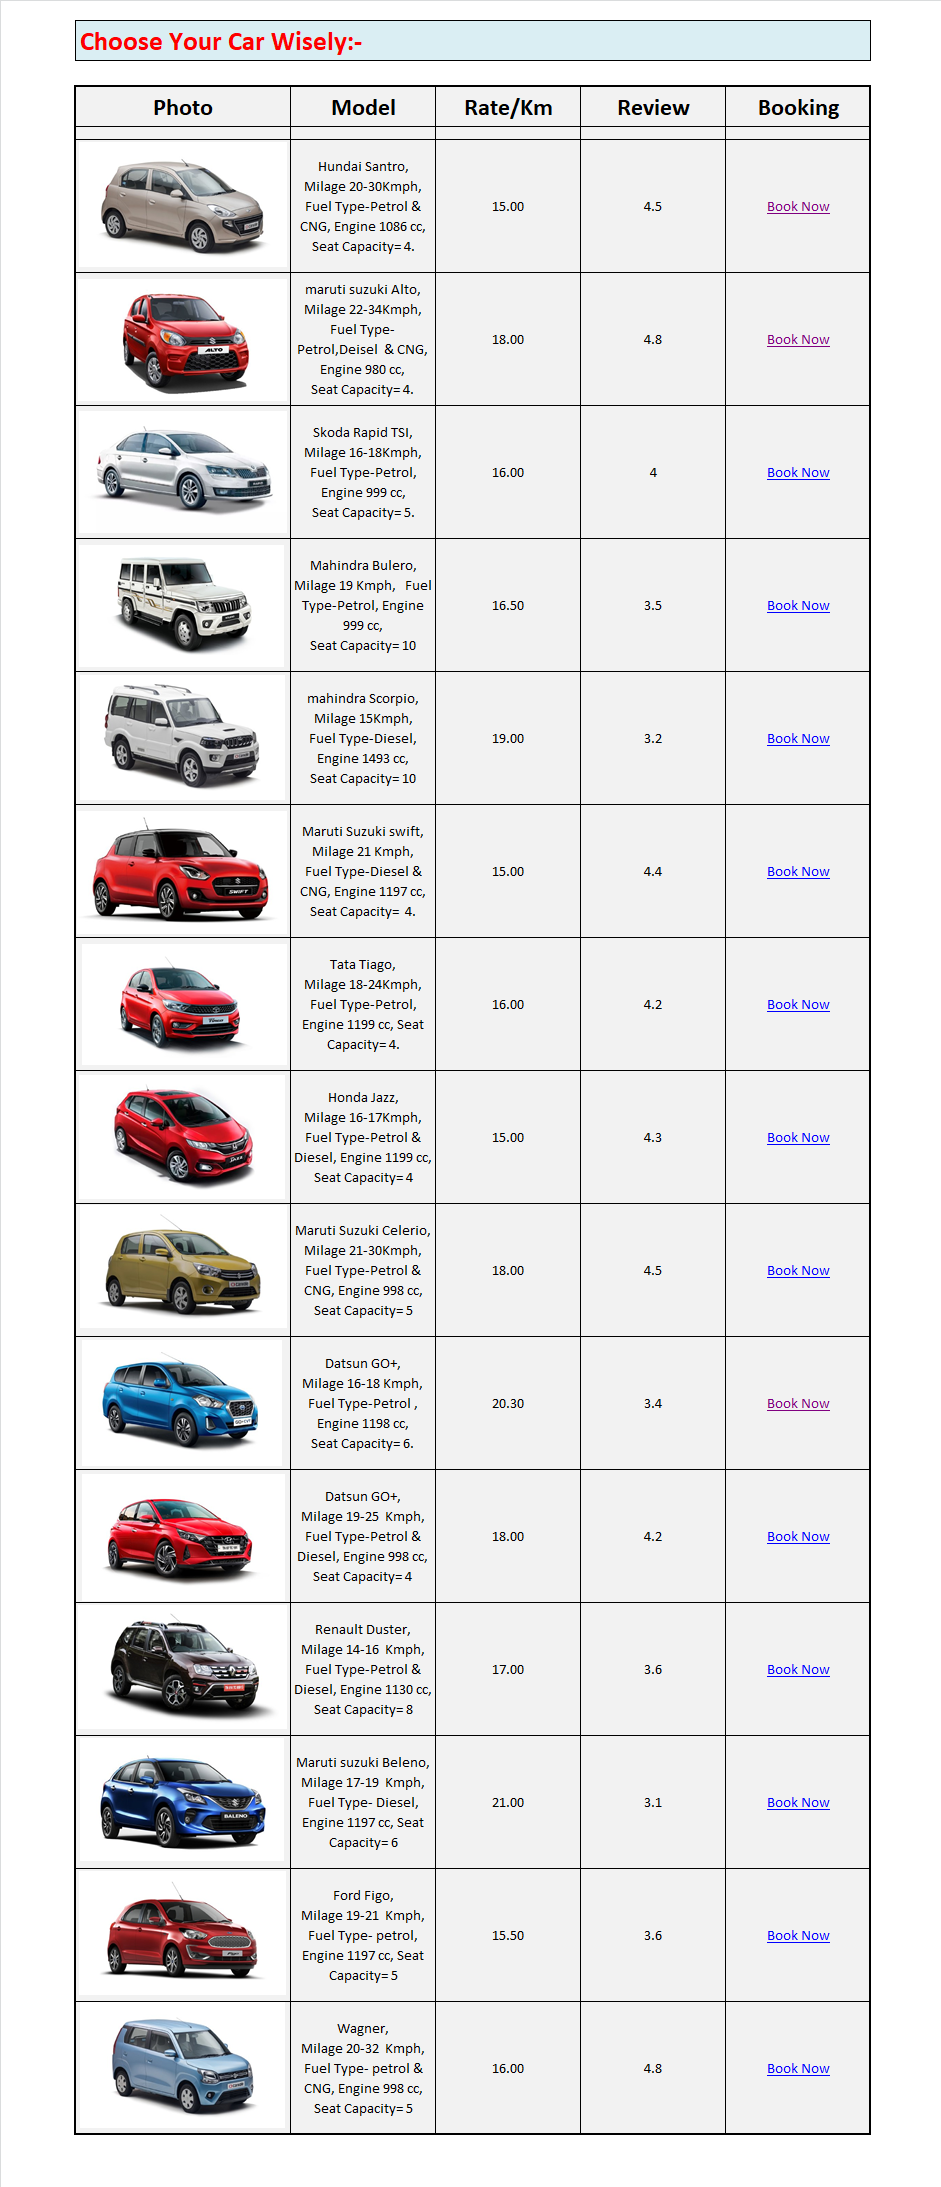 Choose Your Car Wisely:-
Photo Model Rate/Km Review Booking
Hundai Santro,
Milage 20-30Kmph,
Fuel Type-Petrol & 15.00 4.5 Book Now
CNG, Engine 1086 cc,
Seat Capacity= 4.
maruti suzuki Alto,
Milage 22-34Kmph,
Fuel Type-
Petrol,Deisel & CNG, 18.00 4.8 Book Now
Engine 980 cc,
Seat Capacity= 4.
ALTO
Skoda Rapid TSI,
Milage 16-18Kmph,
Fuel Type-Petrol, 16.00 4 Book Now
Engine 999 cc,
Seat Capacity= 5.
Mahindra Bulero,
Milage 19 Kmph, Fuel
Type-Petrol, Engine 16.50 3.5 Book Now
999 cc,
Seat Capacity= 10
mahindra Scorpio,
Milage 15Kmph,
Fuel Type-Diesel, 19.00 3.2 Book Now
Engine 1493 cc,
Seat Capacity= 10
Maruti Suzuki swift,
Milage 21 Kmph,
Fuel Type-Diesel & 15.00 4.4 Book Now
CNG, Engine 1197 cc,
Seat Capacity= 4.
SWIFT
Tata Tiago,
Milage 18-24Kmph,
Fuel Type-Petrol, 16.00 4.2 Book Now
Engine 1199 cc, Seat
Capacity= 4.
Honda Jazz,
Milage 16-17Kmph,
Fuel Type-Petrol & 15.00 4.3 Book Now
Diesel, Engine 1199 cc,
Seat Capacity= 4
Maruti Suzuki Celerio,
Milage 21-30Kmph,
Fuel Type-Petrol & 18.00 4.5 Book Now
CNG, Engine 998 cc,
Seat Capacity= 5
Datsun GO+,
Milage 16-18 Kmph,
Fuel Type-Petrol , 20.30 3.4 Book Now
Engine 1198 cc,
Seat Capacity= 6.
Datsun GO+,
Milage 19-25 Kmph,
Fuel Type-Petrol & 18.00 4.2 Book Now
Diesel, Engine 998 cc,
Seat Capacity= 4
Renault Duster,
Milage 14-16 Kmph,
Fuel Type-Petrol & 17.00 3.6 Book Now
Diesel, Engine 1130 cc,
Seat Capacity= 8
Maruti suzuki Beleno,
Milage 17-19 Kmph,
Fuel Type- Diesel, 21.00 3.1 Book Now
Engine 1197 cc, Seat
Capacity= 6
BALENO
Ford Figo,
Milage 19-21 Kmph,
Fuel Type- petrol, 15.50 3.6 Book Now
Engine 1197 cc, Seat
Capacity= 5
Wagner,
Milage 20-32 Kmph,
Fuel Type- petrol & 16.00 4.8 Book Now
CNG, Engine 998 cc,
Seat Capacity= 5